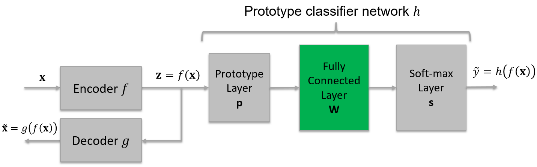 Prototype classifier network h
x
Encoder f
z = f(x)
Prototype
Layer
p
Fully
Connected
Layer
W
Soft-max
Layer
s
ỹ = h(f(x))
x̃ = g(f(x))
Decoder g